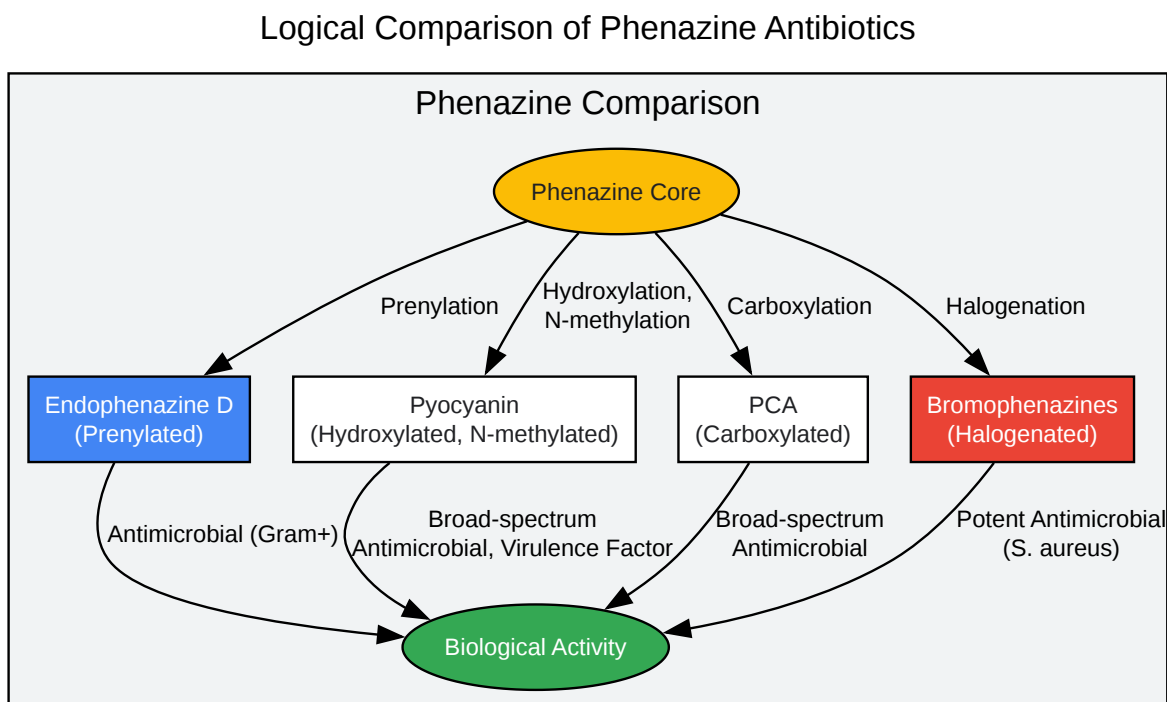 Logical Comparison of Phenazine Antibiotics
Phenazine Comparison
Phenazine Core
Prenylation
Hydroxylation,
N-methylation
Carboxylation
Halogenation
Endophenazine D
(Prenylated)
Pyocyanin
(Hydroxylated, N-methylated)
PCA
(Carboxylated)
Bromophenazines
(Halogenated)
Antimicrobial (Gram+)
Broad-spectrum
Antimicrobial, Virulence Factor
Broad-spectrum
Antimicrobial
Potent Antimicrobial
(S. aureus)
Biological Activity